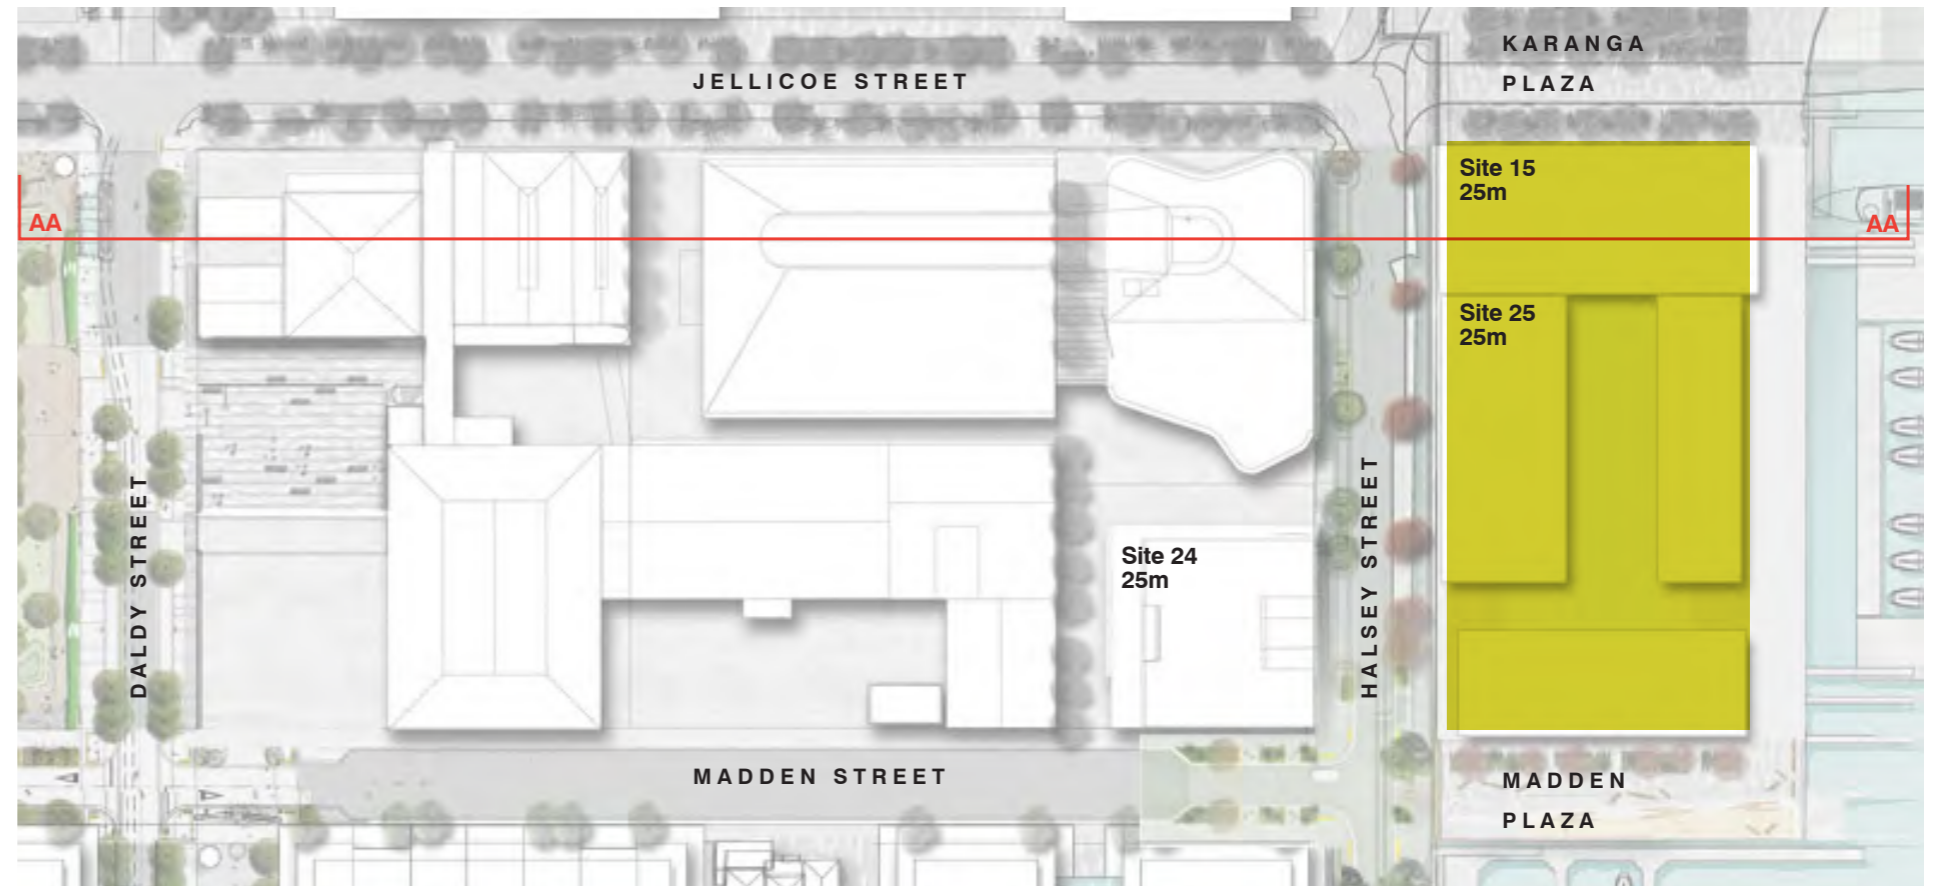 KARANGA
PLAZA
JELLICOE STREET
Site 15
25m
AA
AA
Site 25
25m
DALDY STREET
HALSEY STREET
Site 24
25m
MADDEN STREET
MADDEN
PLAZA